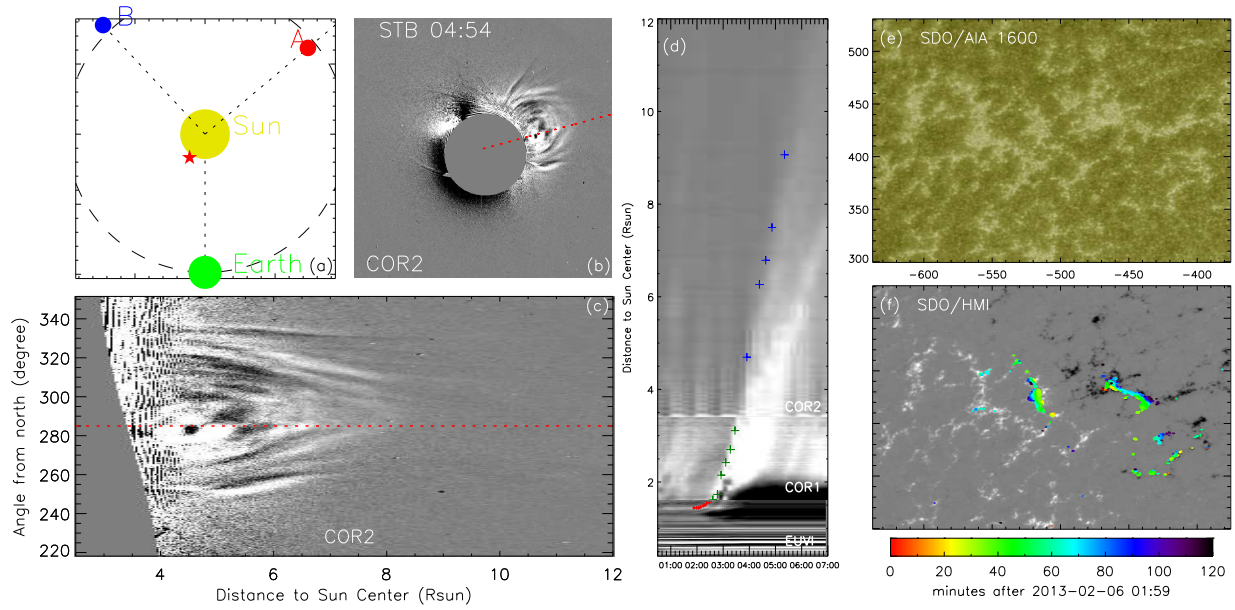 B
A
Sun
Earth
(a)
STB 04:54
COR2
(b)
(c)
340
320
300
280
260
240
220
Angle from north (degree)
COR2
4
6
8
10
12
Distance to Sun Center (Rsun)
(d)
12
10
8
6
4
2
Distance to Sun Center (Rsun)
COR2
COR1
EUVI
01:00 02:00 03:00 04:00 05:00 06:00 07:00
(e) SDO/AIA 1600
500
450
400
350
300
-600
-550
-500
-450
-400
(f) SDO/HMI
0
20
40
60
80
100
120
minutes after 2013-02-06 01:59